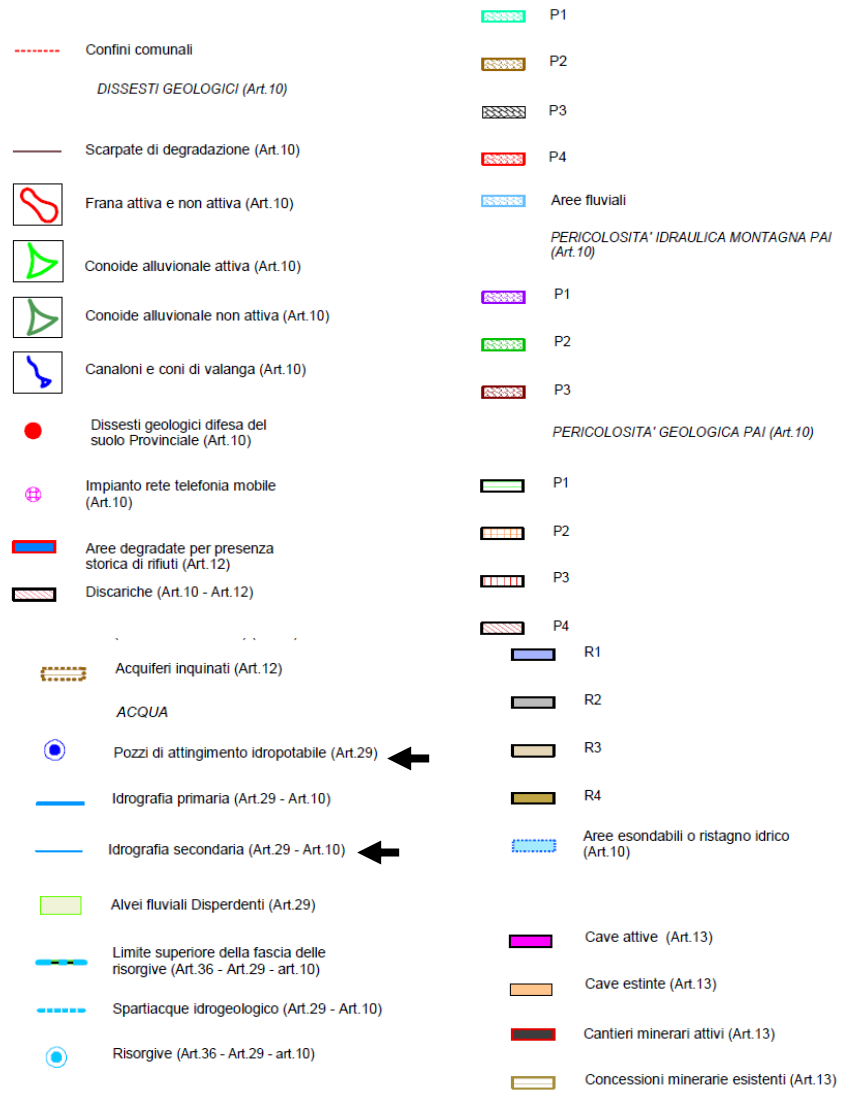 Confini comunali
DISSESTI GEOLOGICI (Art.10)
Scarpate di degradazione (Art.10)
Frana attiva e non attiva (Art.10)
Conoide alluvionale attiva (Art.10)
Conoide alluvionale non attiva (Art.10)
Canaloni e coni di valanga (Art.10)
Dissesti geologici difesa del
suolo Provinciale (Art.10)
Impianto rete telefonia mobile
(Art.10)
Aree degradate per presenza
storica di rifiuti (Art.12)
Discariche (Art.10 - Art.12)
Acquiferi inquinati (Art.12)
ACQUA
Pozzi di attingimento idropotabile (Art.29)
Idrografia primaria (Art.29 - Art.10)
Idrografia secondaria (Art.29 - Art.10)
Alvei fluviali Disperdenti (Art.29)
Limite superiore della fascia delle
risorgive (Art.36 - Art.29 - art.10)
Spartiacque idrogeologico (Art.29 - Art.10)
Risorgive (Art.36 - Art.29 - art.10)
P1
P2
P3
P4
Aree fluviali
PERICOLOSITA' IDRAULICA MONTAGNA PAI
(Art.10)
P1
P2
P3
PERICOLOSITA' GEOLOGICA PAI (Art.10)
P1
P2
P3
P4
R1
R2
R3
R4
Aree esondabili o ristagno idrico
(Art.10)
Cave attive (Art.13)
Cave estinte (Art.13)
Cantieri minerari attivi (Art.13)
Concessioni minerarie esistenti (Art.13)